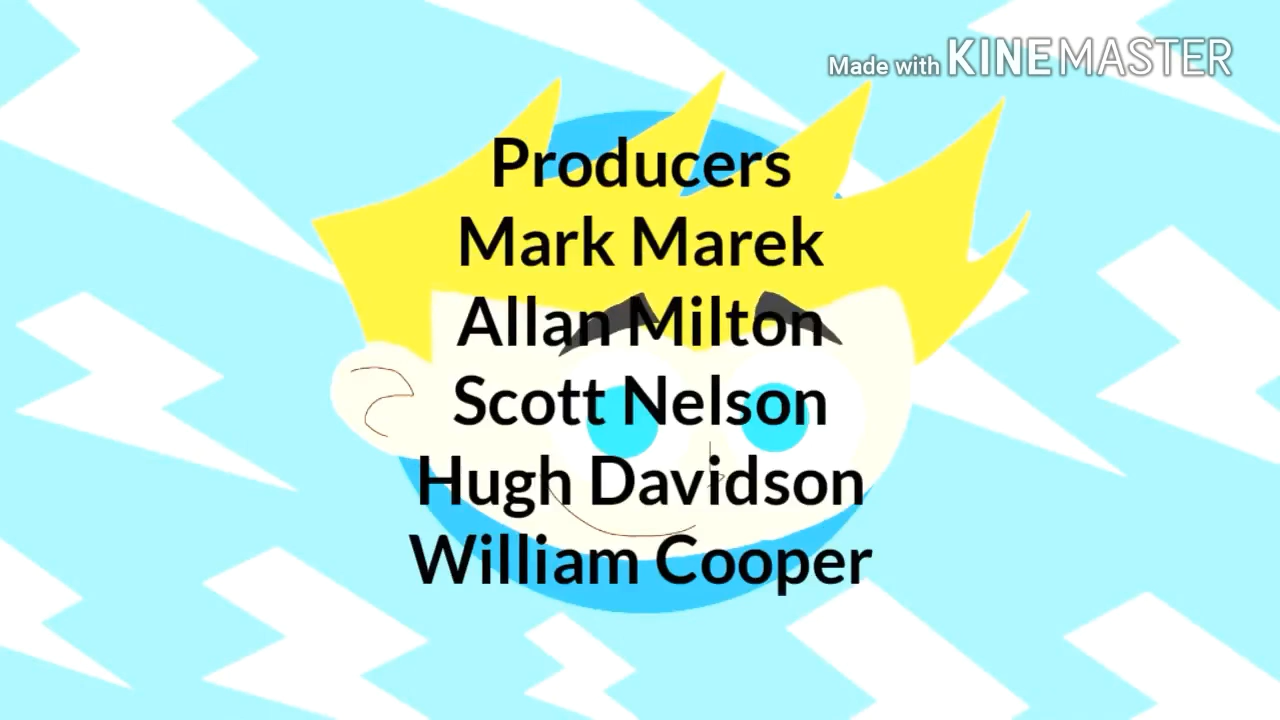 Made with KINEMASTER
Producers
Mark Marek
Allan Milton
Scott Nelson
Hugh Davidson
William Cooper